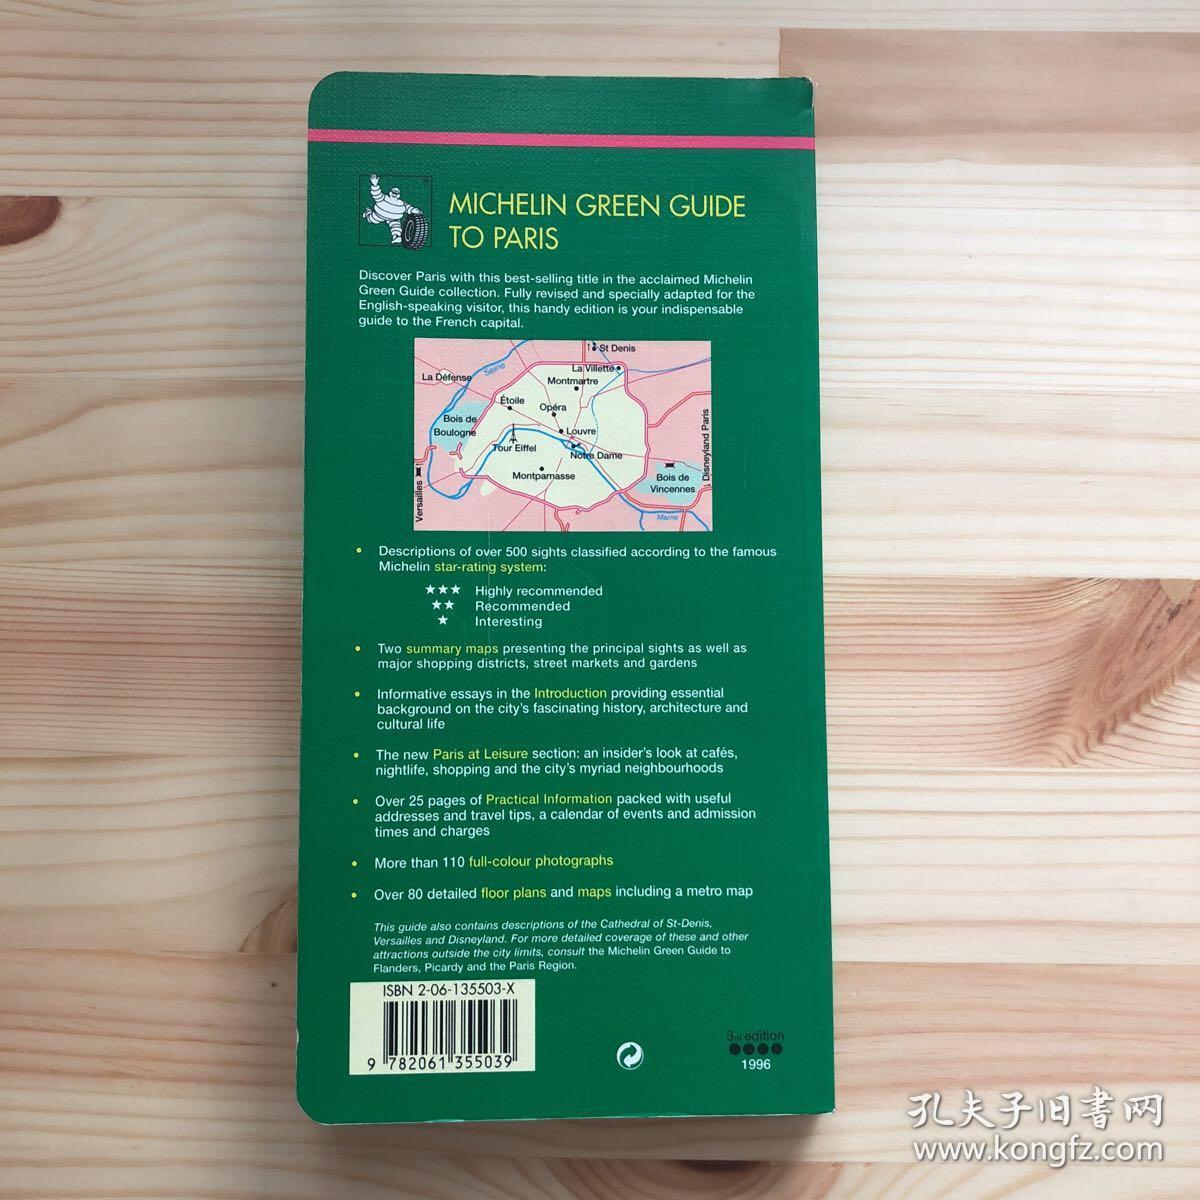 MICHELIN GREEN GUIDE
TO PARIS
Discover Paris with this best-selling title in the acclaimed Michelin
Green Guide collection. Fully revised and specially adapted for the
English-speaking visitor, this handy edition is your indispensable
guide to the French capital.
St Denis
La Villette
Seine
La Défense
Montmartre
Étoile
Opéra
Bois de
Boulogne
Louvre
Tour Eiffel
Notre Dame
Montparnasse
Bois de
Vincennes
Versailles
Disneyland Paris
Marne
• Descriptions of over 500 sights classified according to the famous
Michelin star-rating system:
★★★ Highly recommended
★★ Recommended
★ Interesting
• Two summary maps presenting the principal sights as well as
major shopping districts, street markets and gardens
• Informative essays in the Introduction providing essential
background on the city's fascinating history, architecture and
cultural life
• The new Paris at Leisure section: an insider's look at cafés,
nightlife, shopping and the city's myriad neighbourhoods
• Over 25 pages of Practical Information packed with useful
addresses and travel tips, a calendar of events and admission
times and charges
• More than 110 full-colour photographs
• Over 80 detailed floor plans and maps including a metro map
This guide also contains descriptions of the Cathedral of St-Denis,
Versailles and Disneyland. For more detailed coverage of these and other
attractions outside the city limits, consult the Michelin Green Guide to
Flanders, Picardy and the Paris Region.
ISBN 2-06-135503-X
9 782061 355039
3rd edition
1996
孔夫子旧书网
www.kongfz.com